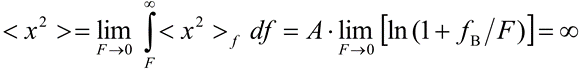 < x² > = lim_{F→0} ∫_F^∞ < x² >_f df = A · lim_{F→0} [ln(1 + f_B/F)] = ∞